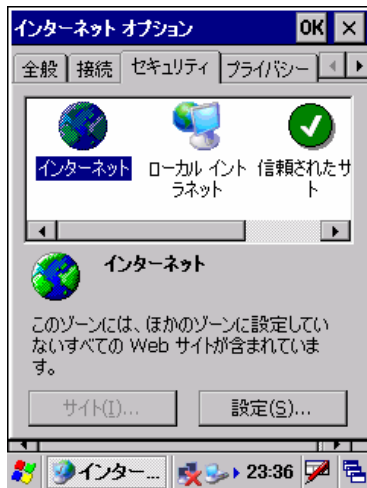 インターネット オプション OK ×
全般 接続 セキュリティ プライバシー
インターネット ローカル イント 信頼されたサ
ラネット ト
インターネット
このゾーンには、ほかのゾーンに設定してい
ないすべての Web サイトが含まれていま
す。
サイト(I)... 設定(S)...
インター... 23:36